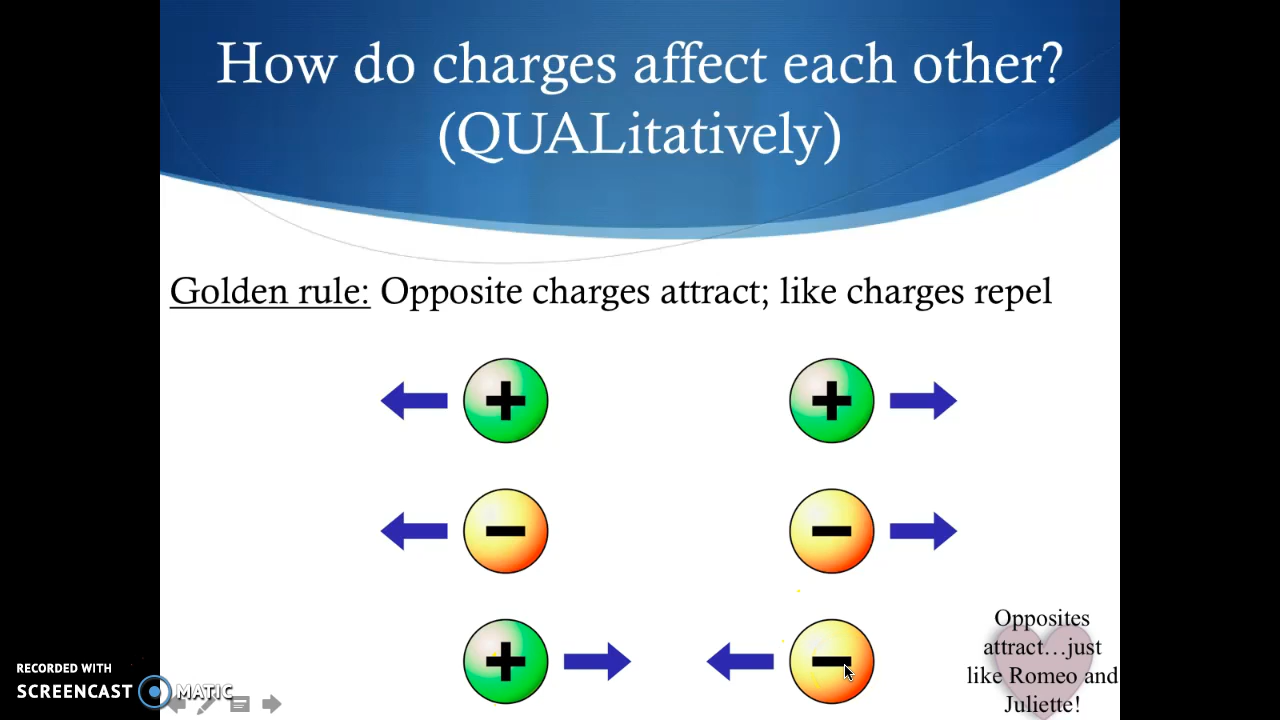 How do charges affect each other?
(QUALitatively)
Golden rule: Opposite charges attract; like charges repel
+ +
− −
+ −
Opposites
attract...just
like Romeo and
Juliette!
RECORDED WITH
SCREENCAST MATIC